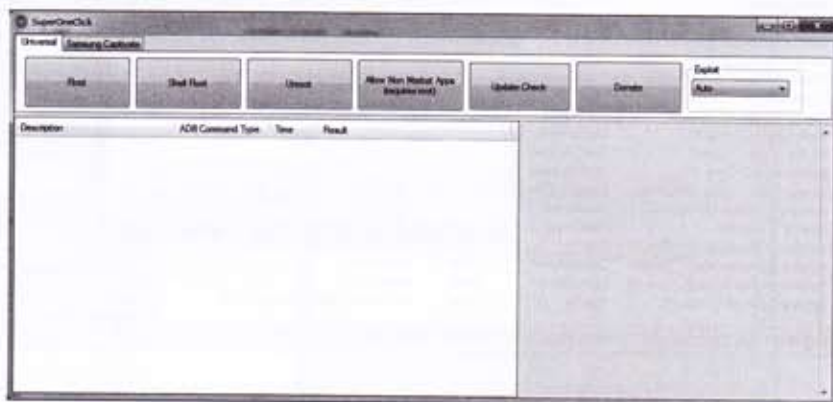 SuperOneClick
Universal Samsung Captivate
Root Shell Root Unroot Allow Non Market Apps (requires root) Update Check Donate Exploit
Auto
Description ADB Command Type Time Result